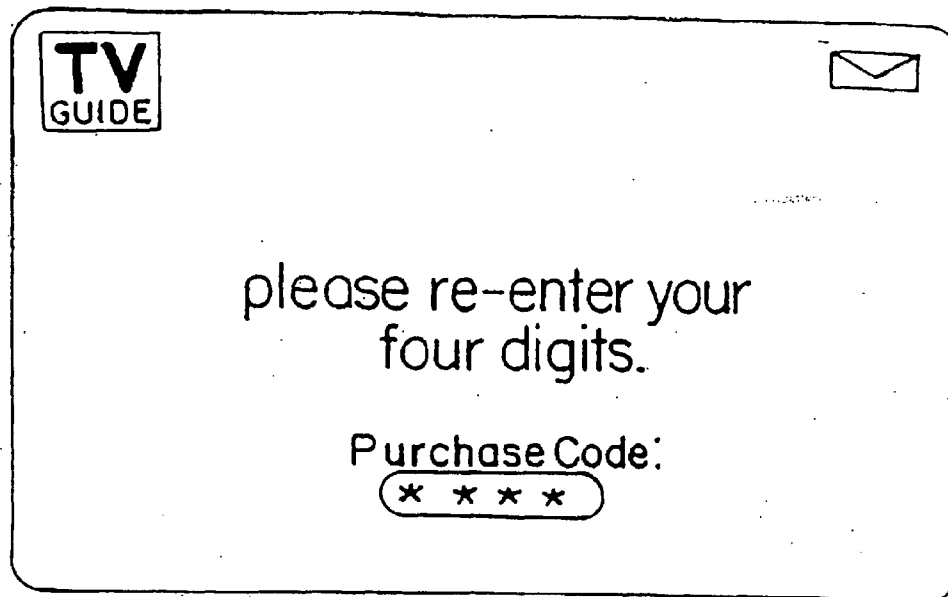 TV
GUIDE
please re-enter your
four digits.
Purchase Code:
* * * *